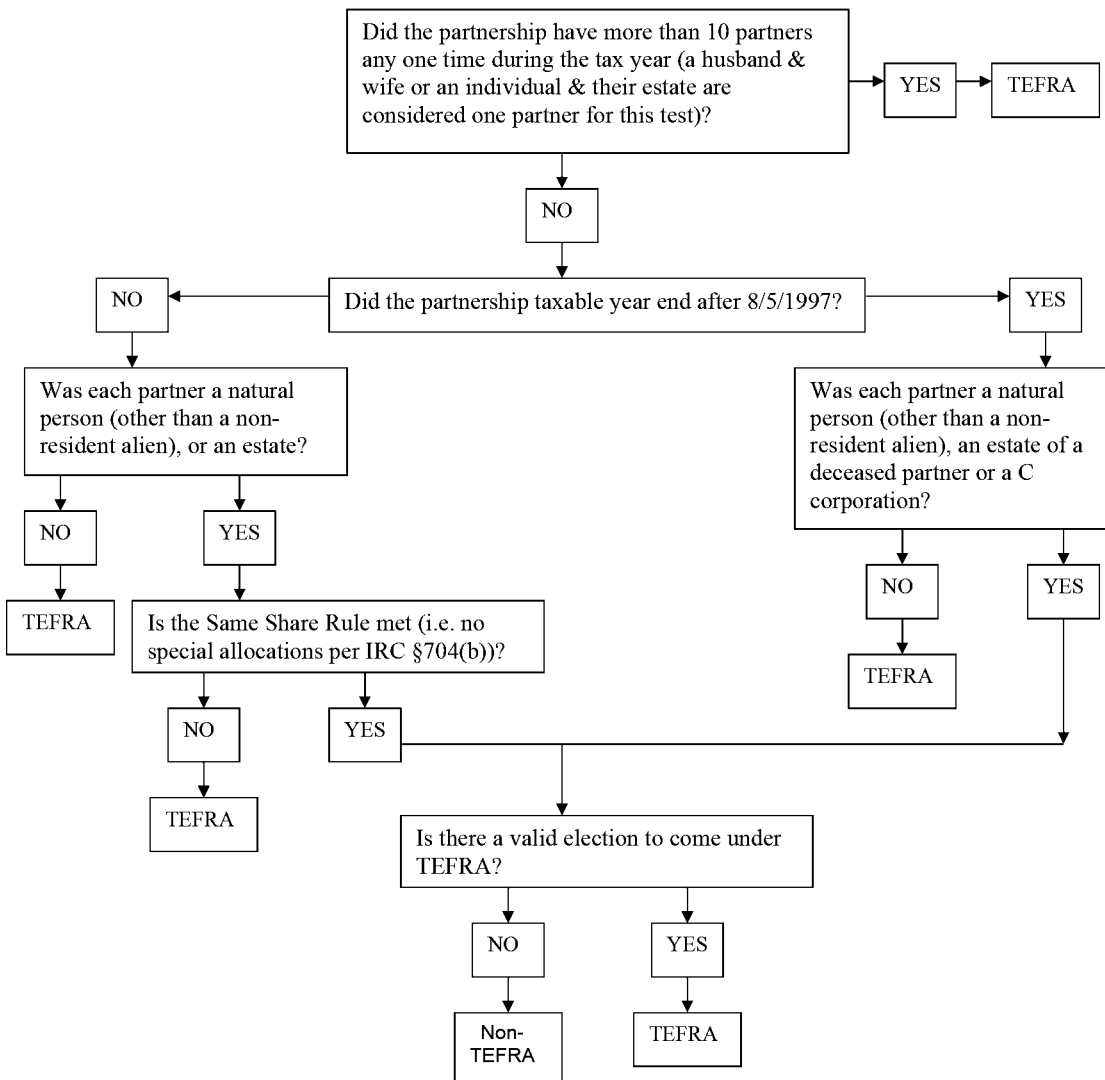 Did the partnership have more than 10 partners
any one time during the tax year (a husband &
wife or an individual & their estate are
considered one partner for this test)?
YES
TEFRA
NO
NO
Did the partnership taxable year end after 8/5/1997?
YES
Was each partner a natural
person (other than a non-
resident alien), or an estate?
Was each partner a natural
person (other than a non-
resident alien), an estate of a
deceased partner or a C
corporation?
NO
YES
NO
YES
TEFRA
Is the Same Share Rule met (i.e. no
special allocations per IRC §704(b))?
TEFRA
NO
YES
TEFRA
Is there a valid election to come under
TEFRA?
NO
YES
Non-
TEFRA
TEFRA